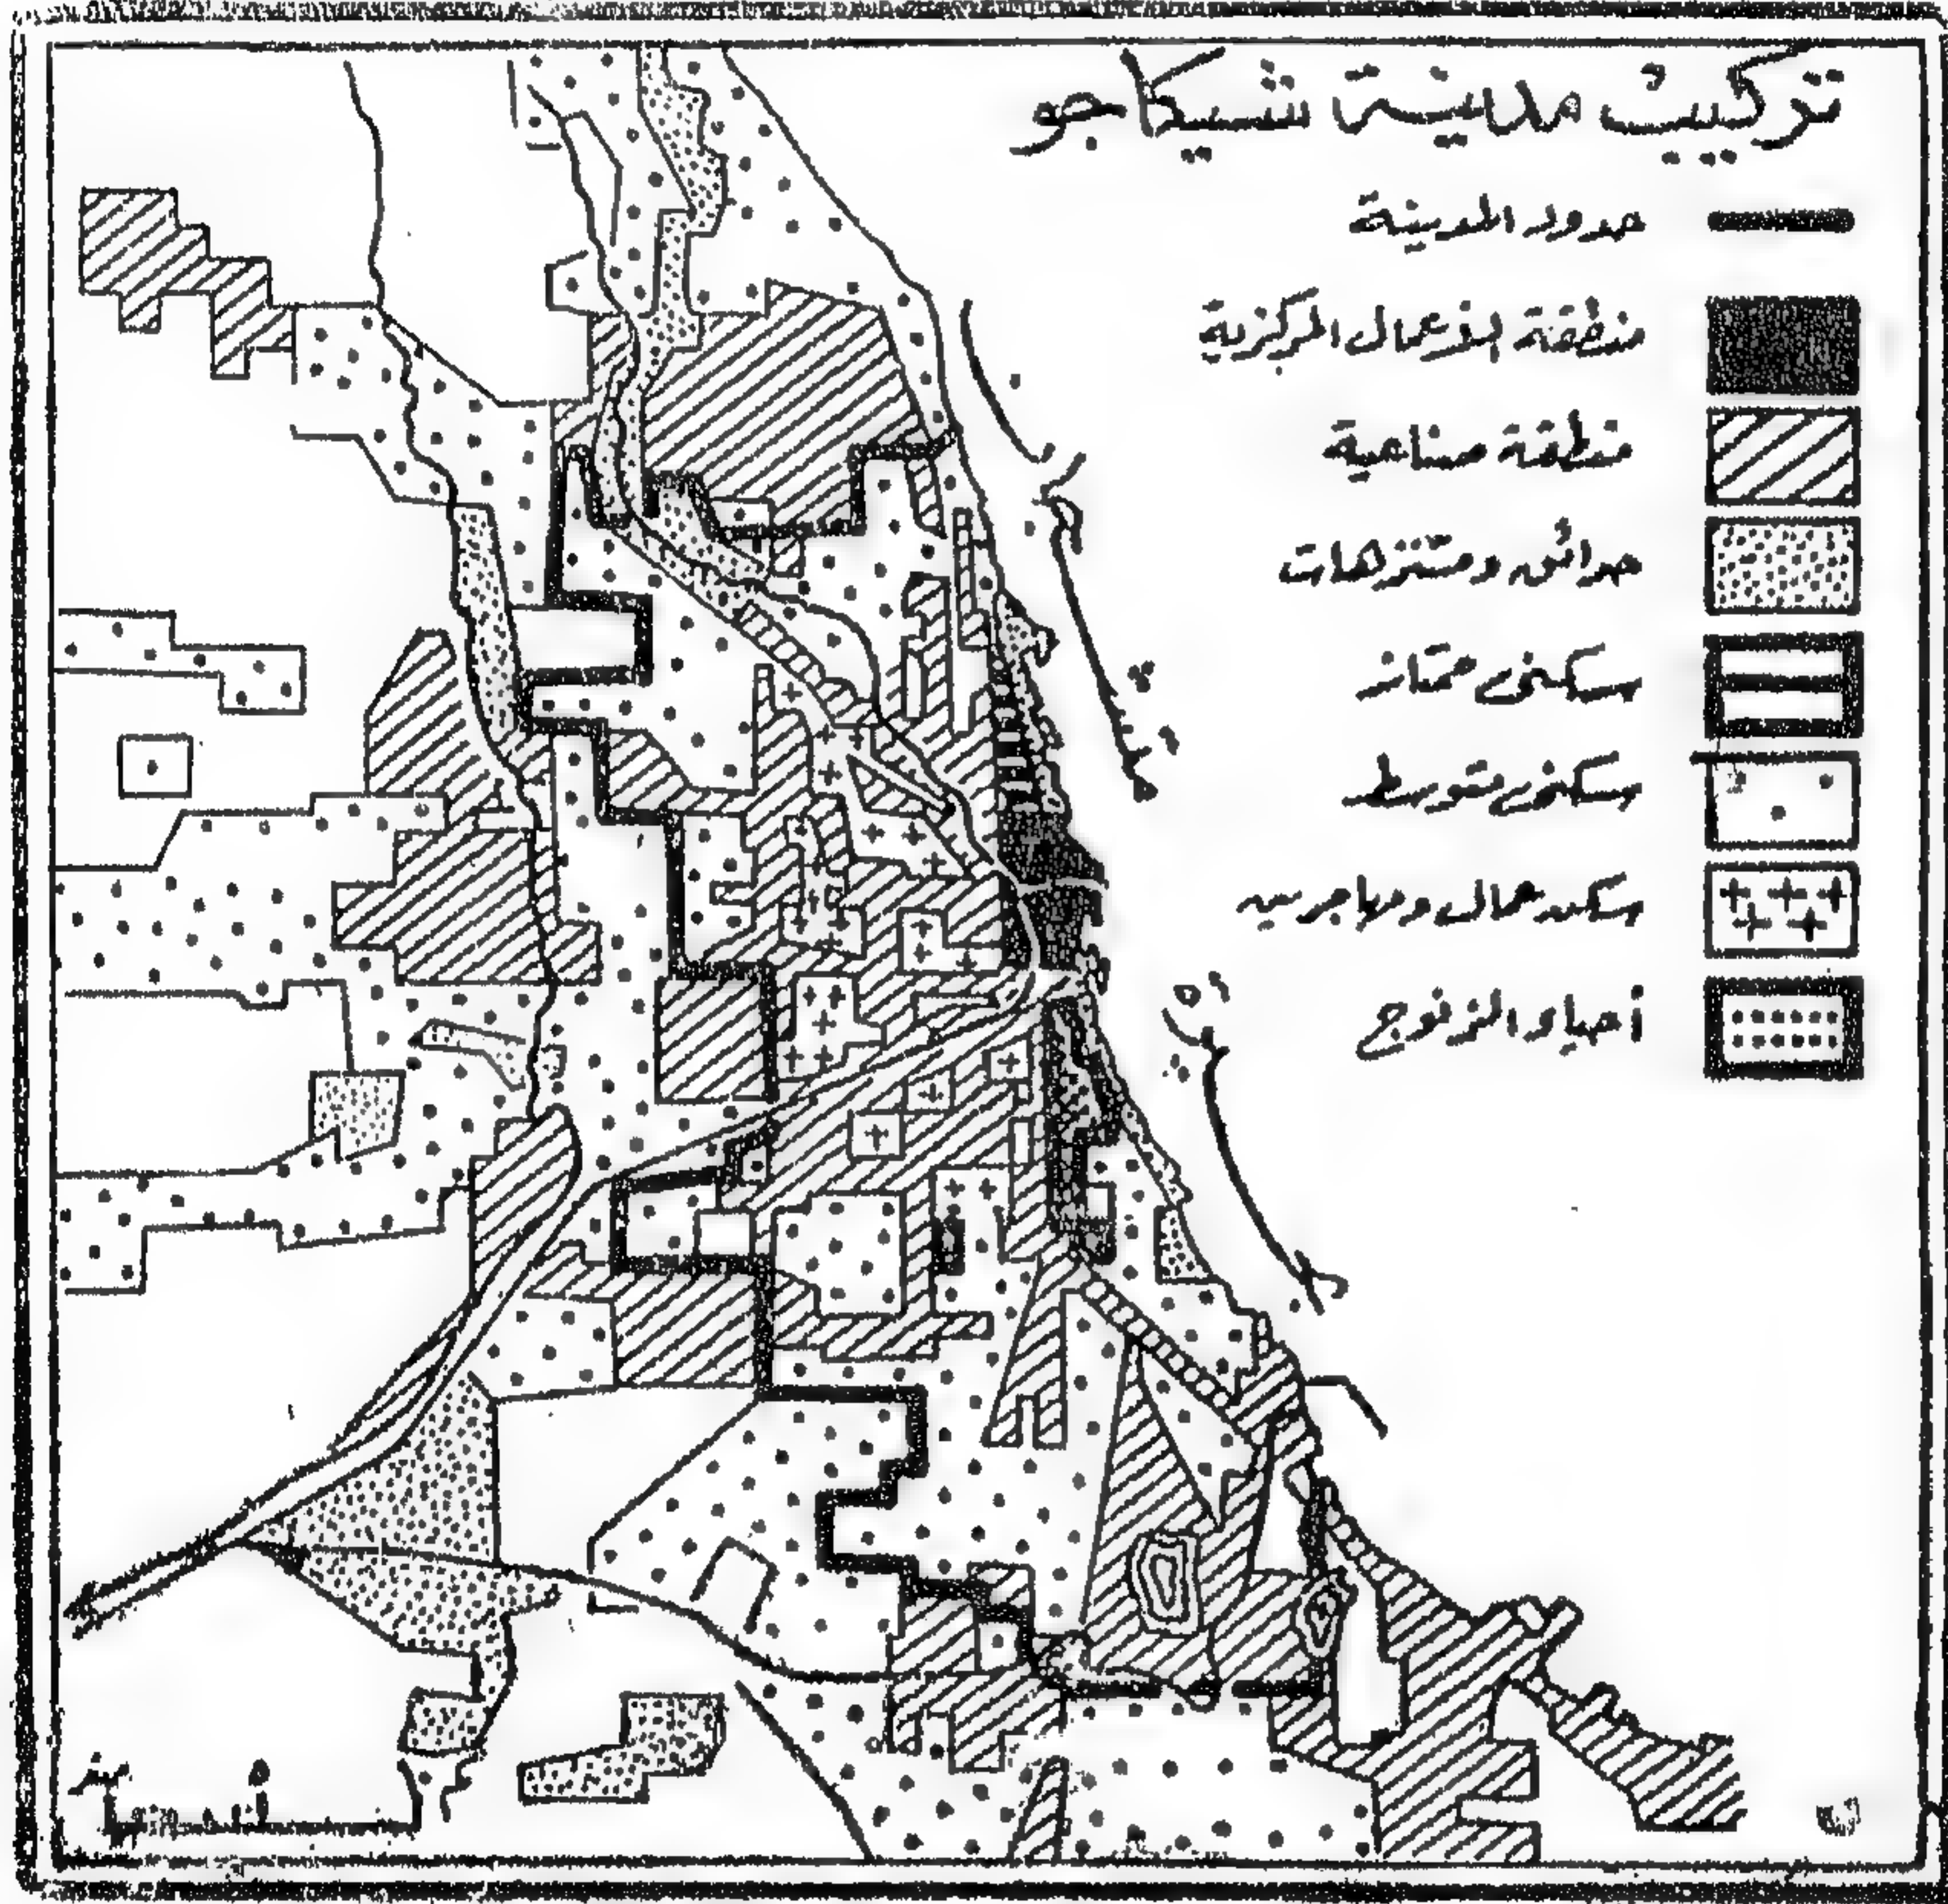 تركيب مدينة شيكاجو
حدود المدينة
منطقة الأعمال المركزية
منطقة صناعية
حدائق ومتنزهات
سكنى ممتاز
سكنى متوسط
سكن عمال ومهاجرين
أحياء الزنوج